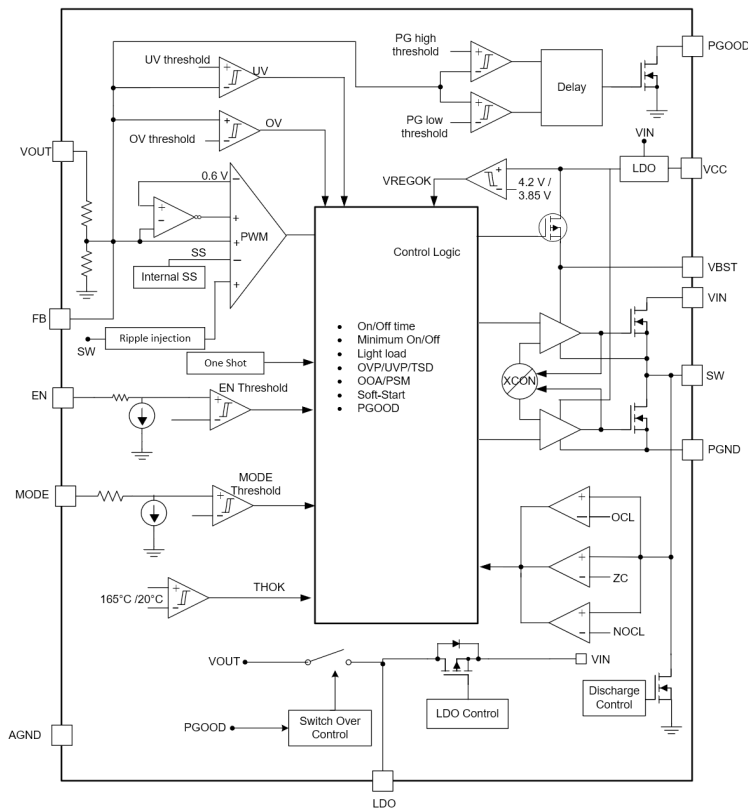 PG high
threshold
PGOOD
UV threshold
UV
Delay
PG low
threshold
OV threshold
OV
VIN
VOUT
LDO
VCC
0.6 V
VREGOK
4.2 V /
3.85 V
PWM
Control Logic
SS
Internal SS
VBST
VIN
FB
SW
Ripple injection
One Shot
• On/Off time
• Minimum On/Off
• Light load
• OVP/UVP/TSD
• OOA/PSM
• Soft-Start
• PGOOD
XCON
SW
EN
EN Threshold
PGND
MODE
MODE
Threshold
OCL
ZC
165°C /20°C
THOK
NOCL
VOUT
VIN
LDO Control
Discharge
Control
PGOOD
Switch Over
Control
AGND
LDO